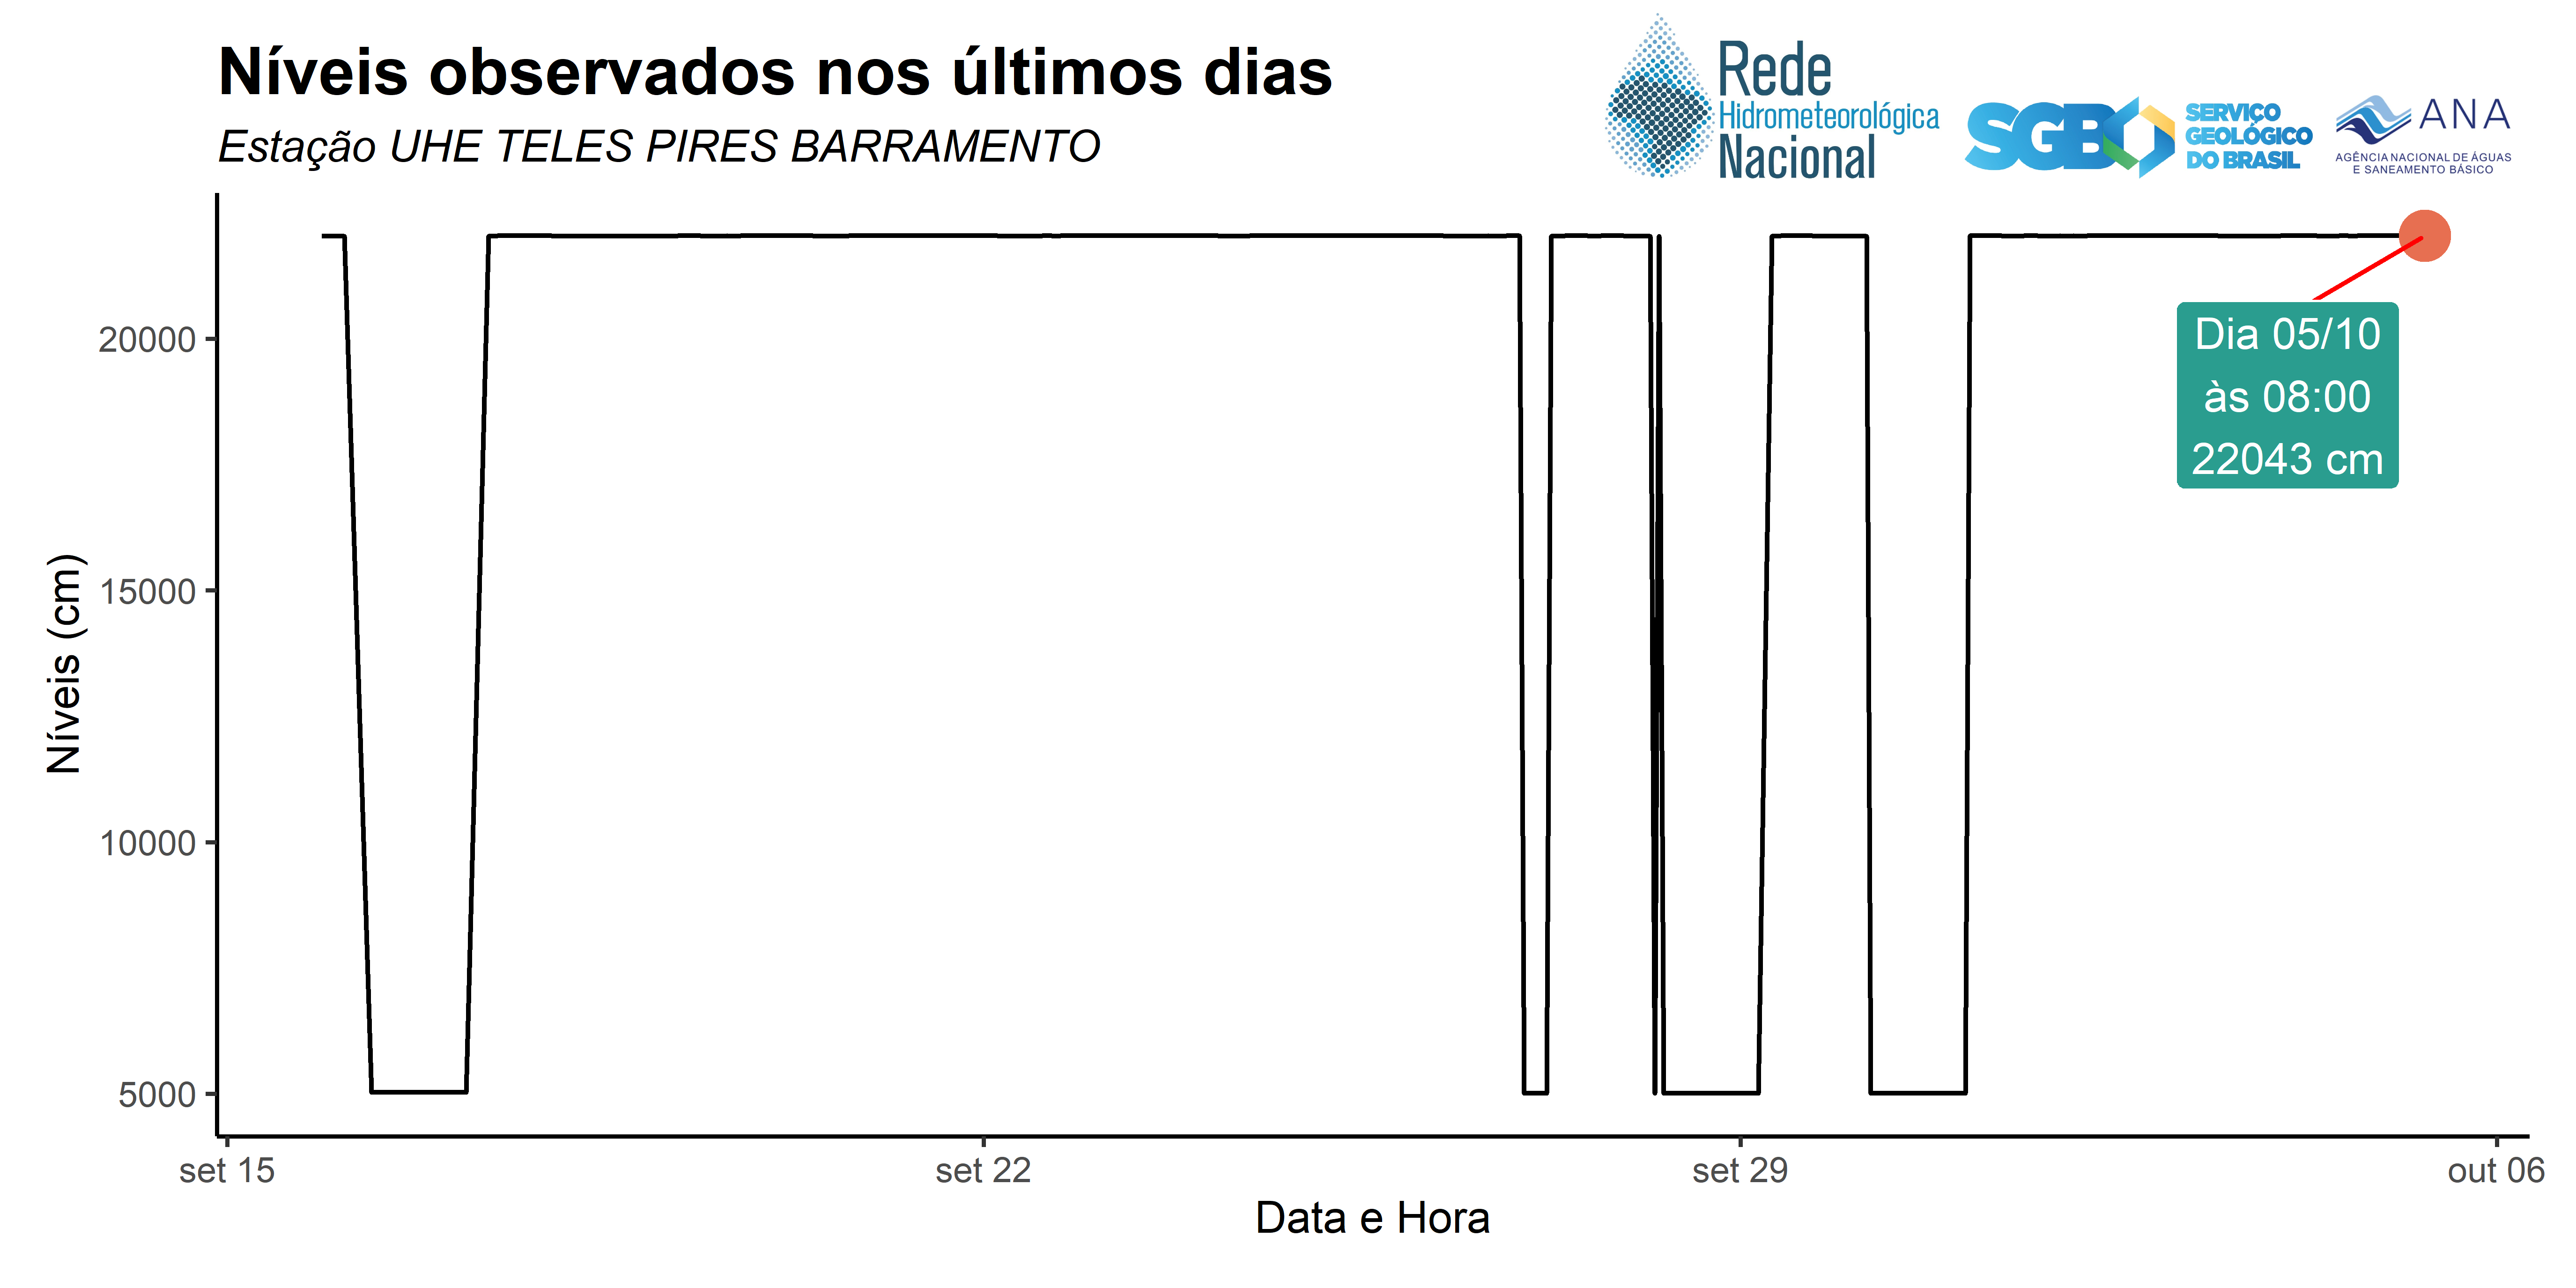 Níveis observados nos últimos dias
Estação UHE TELES PIRES BARRAMENTO
Rede
Hidrometeorológica
Nacional
SGB
SERVIÇO
GEOLÓGICO
DO BRASIL
ANA
AGÊNCIA NACIONAL DE ÁGUAS
E SANEAMENTO BÁSICO
Níveis (cm)
20000
15000
10000
5000
Dia 05/10
às 08:00
22043 cm
set 15
set 22
set 29
out 06
Data e Hora